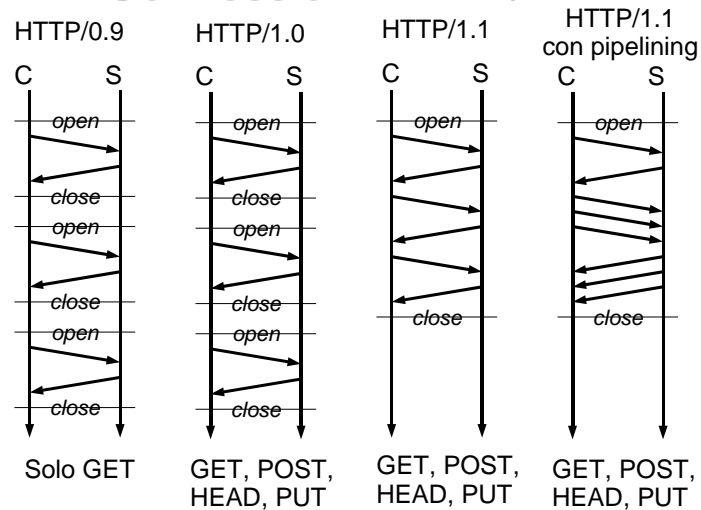 HTTP/0.9
C S
open
close
open
close
open
close
Solo GET
HTTP/1.0
C S
open
close
open
close
open
close
GET, POST,
HEAD, PUT
HTTP/1.1
C S
open
close
GET, POST,
HEAD, PUT
HTTP/1.1
con pipelining
C S
open
close
GET, POST,
HEAD, PUT